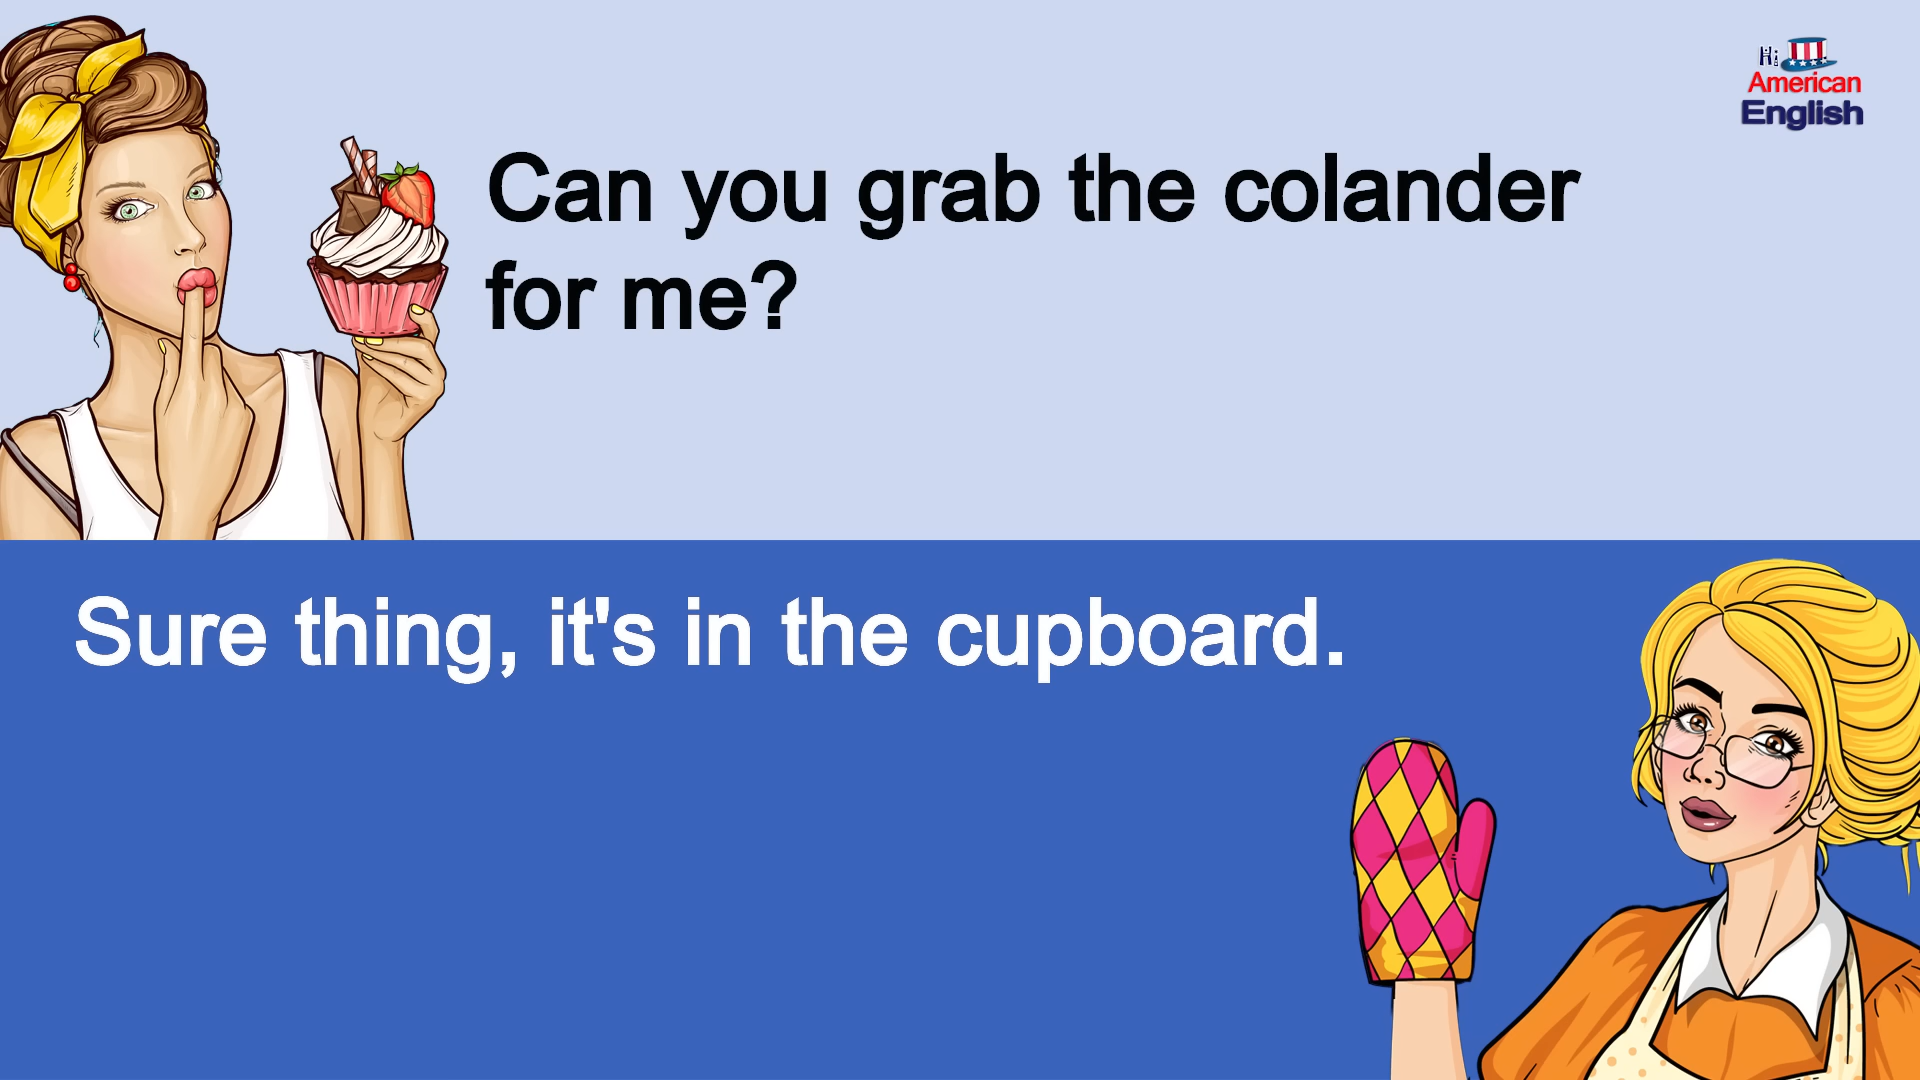 Hi
American
English
Can you grab the colander
for me?
Sure thing, it's in the cupboard.